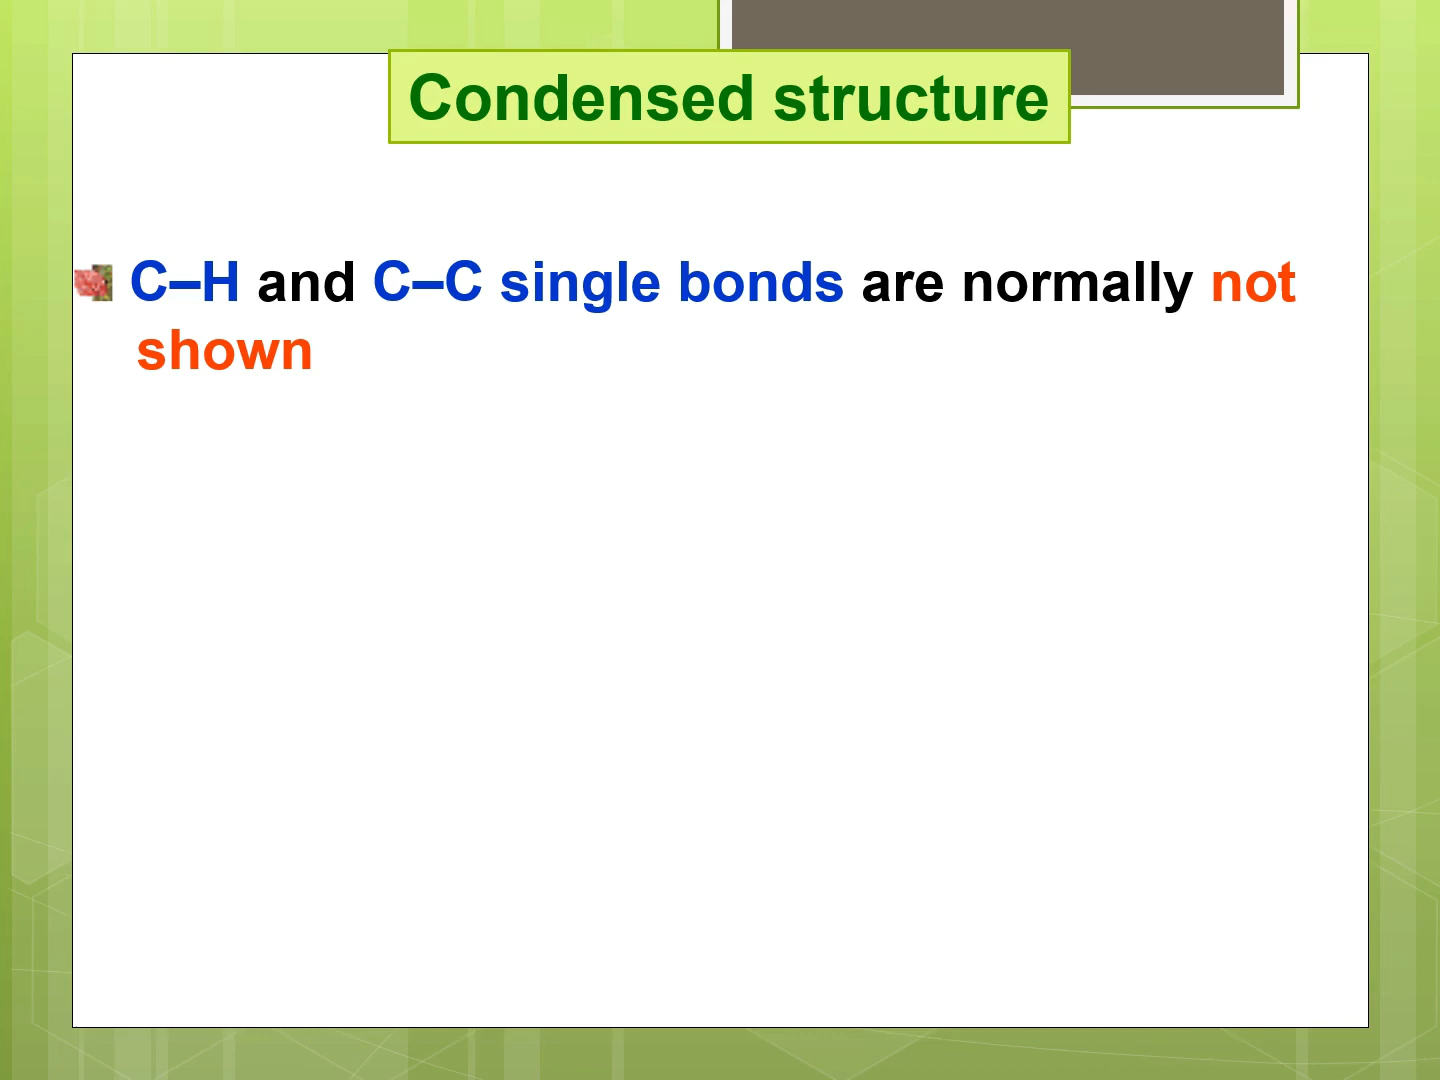 Condensed structure
C–H and C–C single bonds are normally not
shown